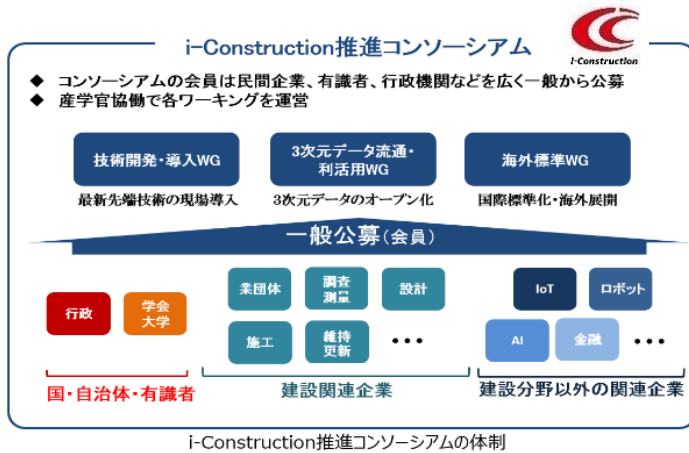 i-Construction推進コンソーシアム
i-Construction
◆ コンソーシアムの会員は民間企業、有識者、行政機関などを広く一般から公募
◆ 産学官協働で各ワーキングを運営
技術開発・導入WG
3次元データ流通・
利活用WG
海外標準WG
最新先端技術の現場導入
3次元データのオープン化
国際標準化・海外展開
一般公募(会員)
行政
学会
大学
業団体
調査
測量
設計
施工
維持
更新
•••
IoT
ロボット
AI
金融
•••
国・自治体・有識者
建設関連企業
建設分野以外の関連企業
i-Construction推進コンソーシアムの体制